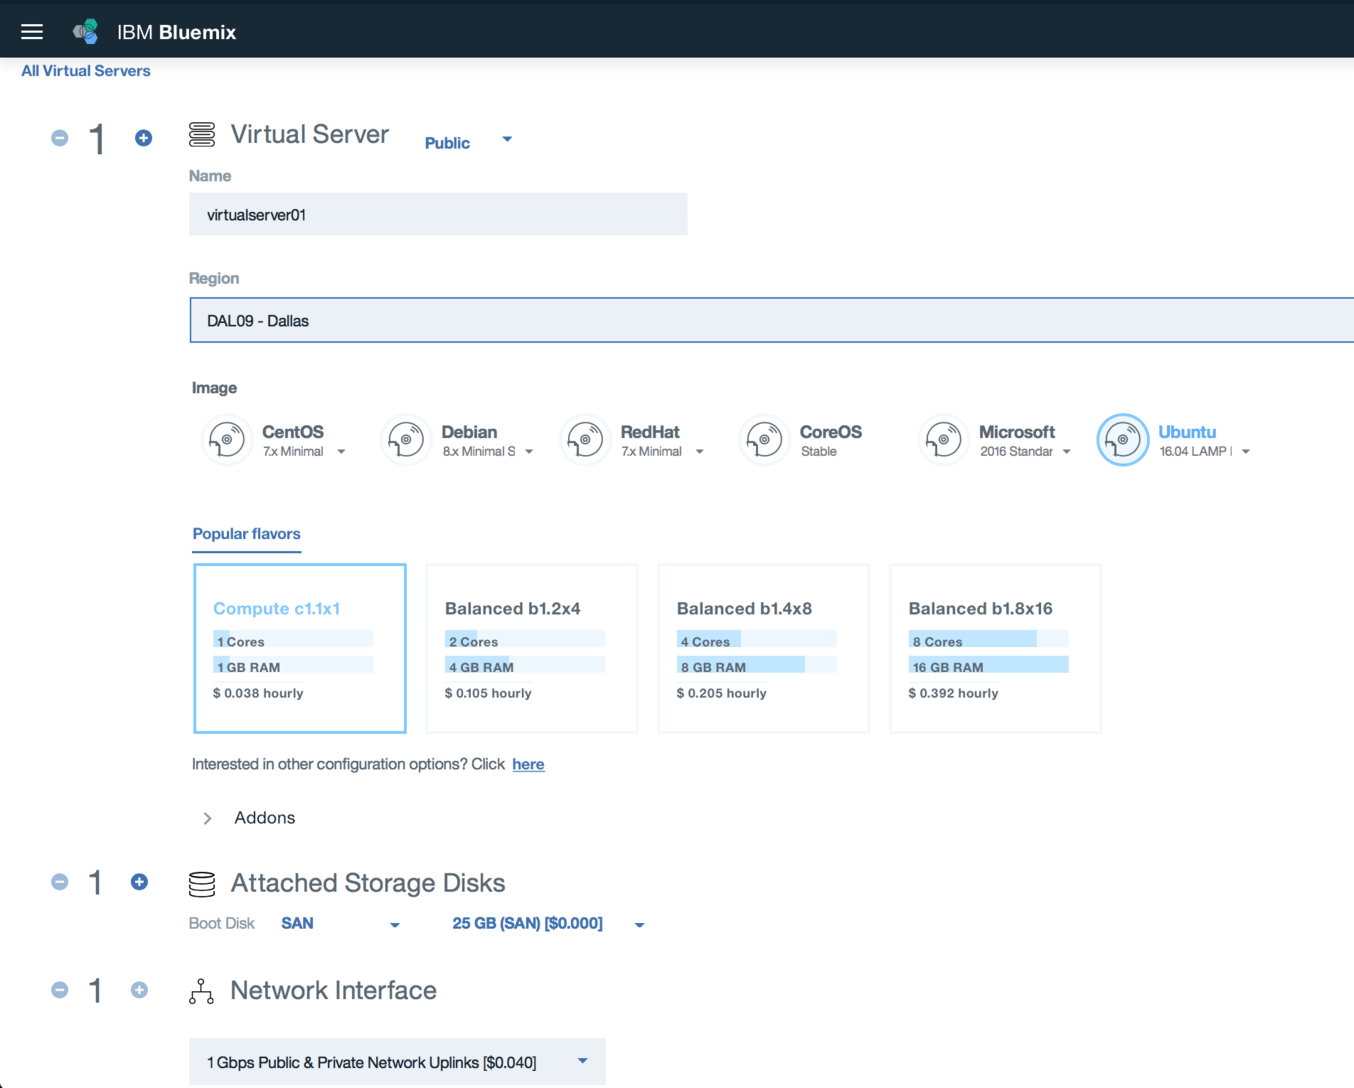 IBM Bluemix
All Virtual Servers
1
Virtual Server
Public
Name
virtualserver01
Region
DAL09 - Dallas
Image
CentOS
7.x Minimal
Debian
8.x Minimal S
RedHat
7.x Minimal
CoreOS
Stable
Microsoft
2016 Standar
Ubuntu
16.04 LAMP
Popular flavors
Compute c1.1x1
1 Cores
1 GB RAM
$ 0.038 hourly
Balanced b1.2x4
2 Cores
4 GB RAM
$ 0.105 hourly
Balanced b1.4x8
4 Cores
8 GB RAM
$ 0.205 hourly
Balanced b1.8x16
8 Cores
16 GB RAM
$ 0.392 hourly
Interested in other configuration options? Click here
Addons
1
Attached Storage Disks
Boot Disk SAN 25 GB (SAN) [$0.000]
1
Network Interface
1 Gbps Public & Private Network Uplinks [$0.040]